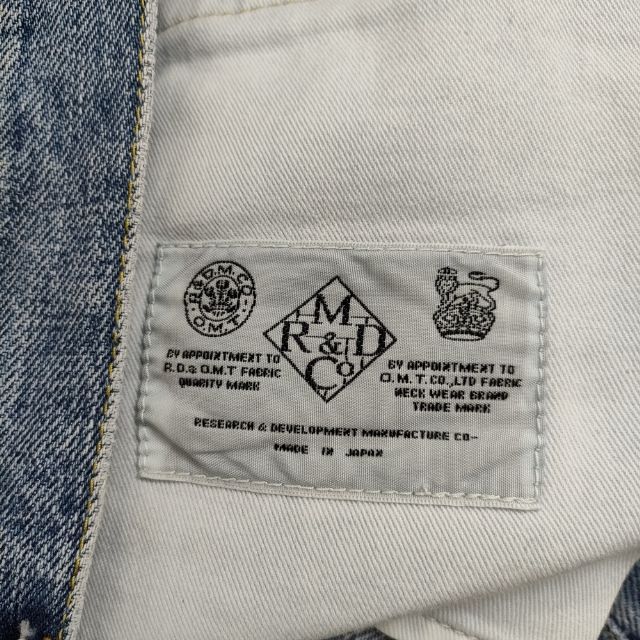 R & D.M.CO
O.M.T.
M
R & D
Co
BY APPOINTMENT TO
R.D.& O.M.T FABRIC
QUARITY MARK
BY APPOINTMENT TO
O.M.T.CO.,LTD FABRIC
NECK WEAR BRAND
TRADE MARK
RESEARCH & DEVELOPMENT MANUFACTURE CO-
MADE IN JAPAN